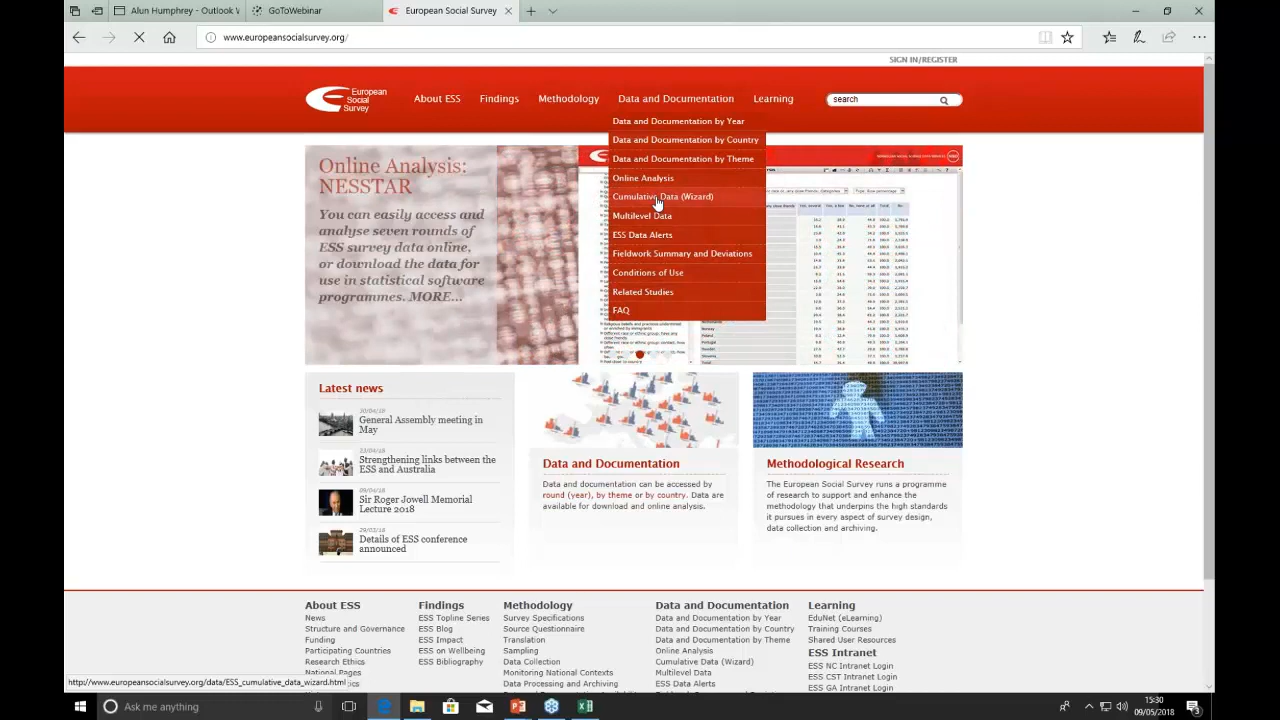 Alun Humphrey - Outlook
GoToWebinar
European Social Survey
www.europeansocialsurvey.org/
SIGN IN/REGISTER
European
Social
Survey
About ESS
Findings
Methodology
Data and Documentation
Learning
search
Data and Documentation by Year
Data and Documentation by Country
Data and Documentation by Theme
Online Analysis
Cumulative Data (Wizard)
Multilevel Data
ESS Data Alerts
Fieldwork Summary and Deviations
Conditions of Use
Related Studies
FAQ
Online Analysis:
NESSTAR
You can easily access and
analyse seven rounds of
ESS survey data online,
or download the data for
use in statistical software
programmes. MORE...
Latest news
30/04/18
General Assembly meeting in
May
Strengthening links between the
ESS and Australia
09/04/18
Sir Roger Jowell Memorial
Lecture 2018
29/03/18
Details of ESS conference
announced
Data and Documentation
Data and documentation can be accessed by
round (year), by theme or by country. Data are
available for download and online analysis.
Methodological Research
The European Social Survey runs a programme
of research to support and enhance the
methodology that underpins the high standards
it pursues in every aspect of survey design,
data collection and archiving.
About ESS
News
Structure and Governance
Funding
Participating Countries
Research Ethics
National Pages
Findings
ESS Topline Series
ESS Blog
ESS Impact
ESS on Wellbeing
ESS Bibliography
Methodology
Survey Specifications
Source Questionnaire
Translation
Sampling
Data Collection
Monitoring National Contexts
Data Processing and Archiving
Data and Documentation
Data and Documentation by Year
Data and Documentation by Country
Data and Documentation by Theme
Online Analysis
Cumulative Data (Wizard)
Multilevel Data
ESS Data Alerts
Learning
EduNet (eLearning)
Training Courses
Shared User Resources
ESS Intranet
ESS NC Intranet Login
ESS CST Intranet Login
ESS GA Intranet Login
http://www.europeansocialsurvey.org/data/ESS_cumulative_data_wizard.html
Ask me anything
15:30
09/05/2018